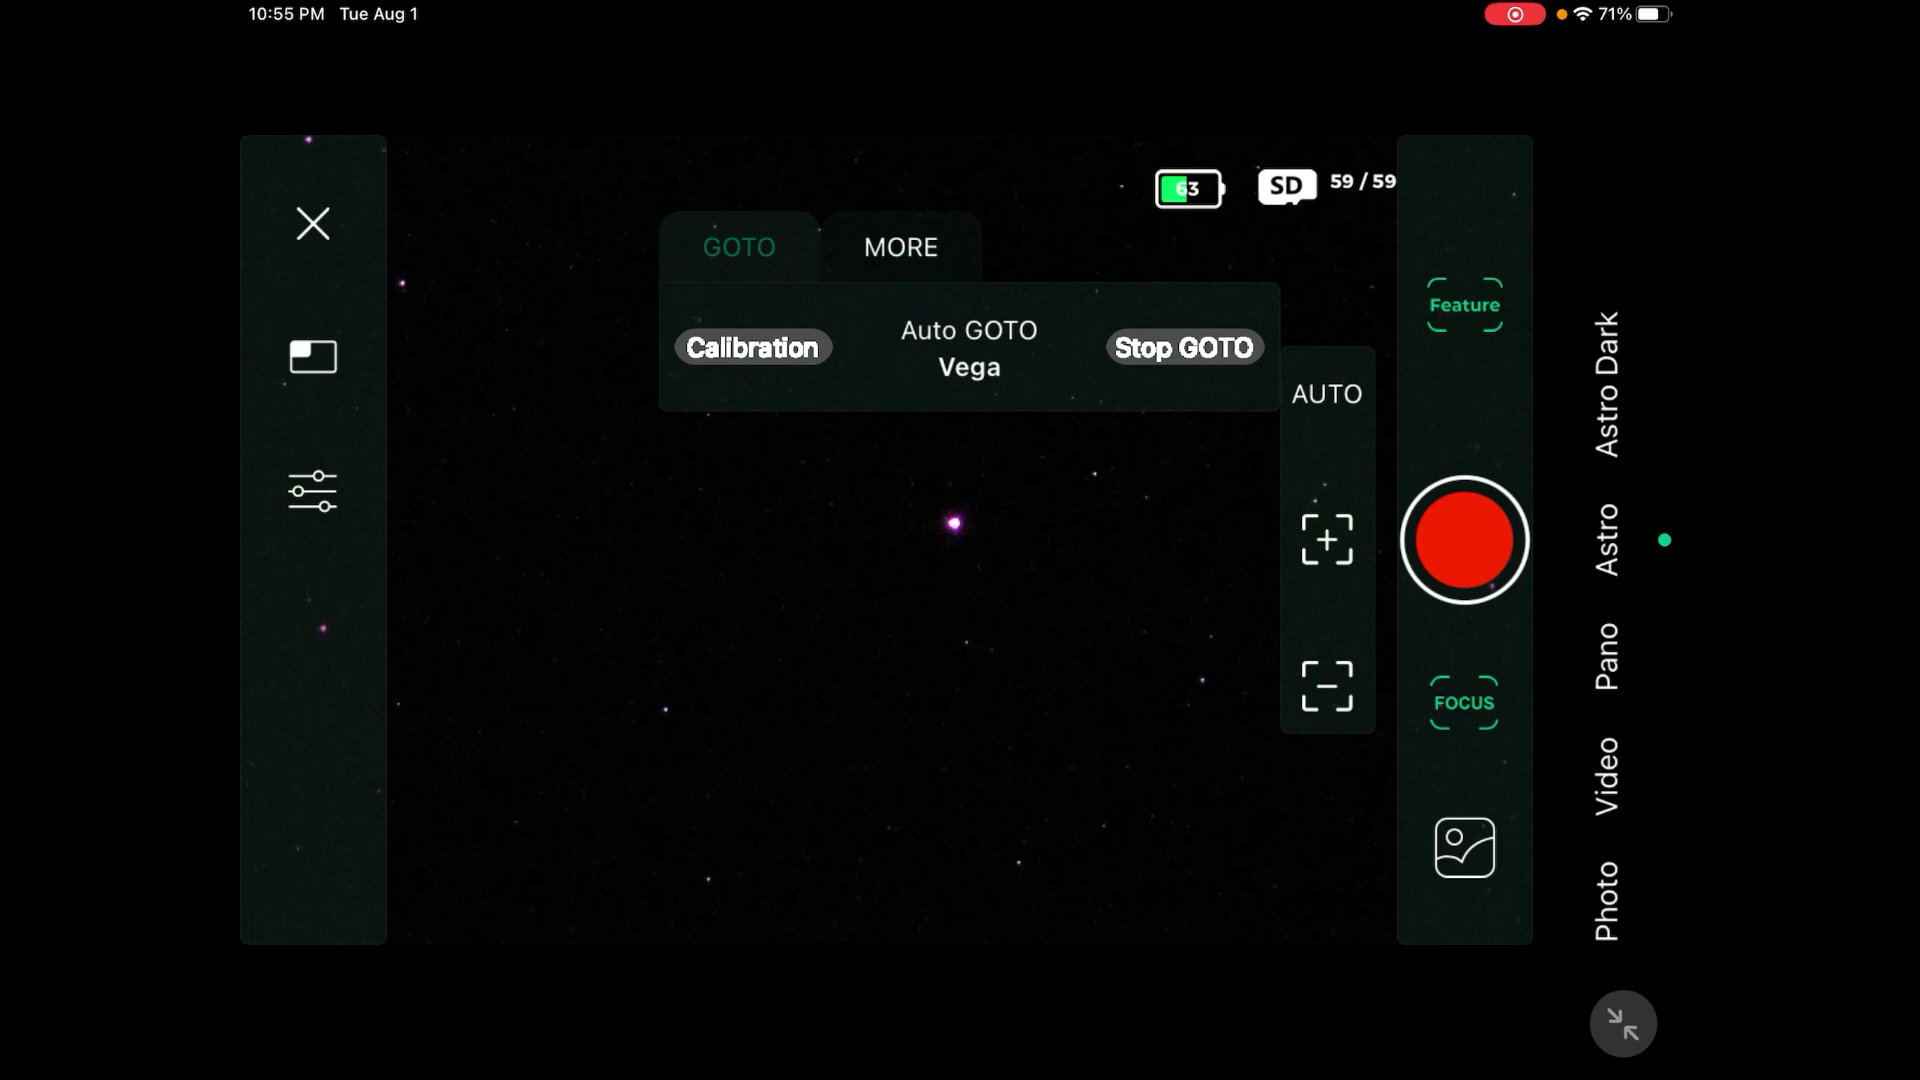 10:55 PM Tue Aug 1
71%
63
SD 59 / 59
GOTO MORE
Calibration
Auto GOTO
Vega
Stop GOTO
AUTO
Feature
FOCUS
Astro Dark
Astro
Pano
Video
Photo